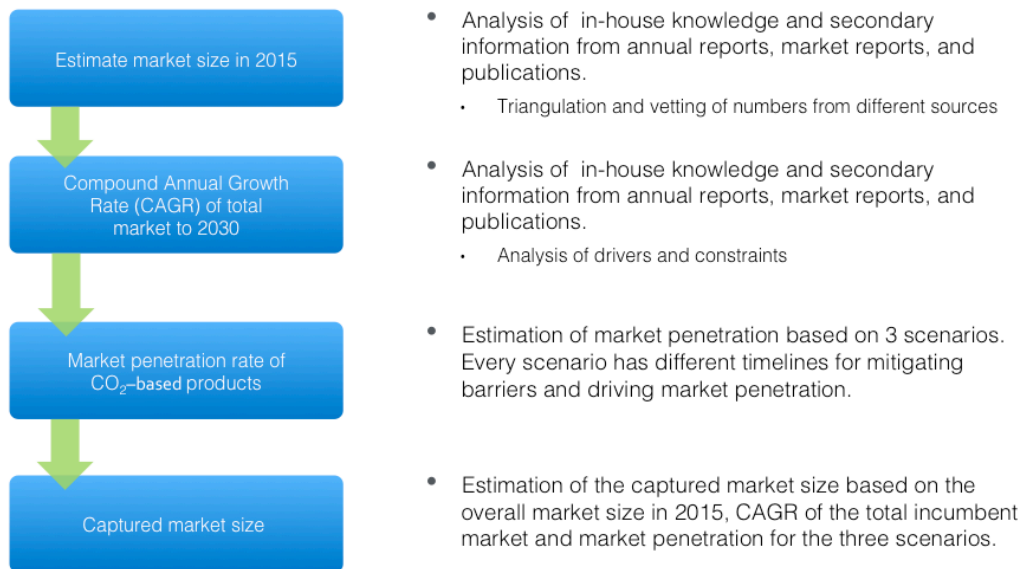 Estimate market size in 2015
• Analysis of in-house knowledge and secondary
information from annual reports, market reports, and
publications.
• Triangulation and vetting of numbers from different sources
Compound Annual Growth
Rate (CAGR) of total
market to 2030
• Analysis of in-house knowledge and secondary
information from annual reports, market reports, and
publications.
• Analysis of drivers and constraints
Market penetration rate of
CO₂–based products
• Estimation of market penetration based on 3 scenarios.
Every scenario has different timelines for mitigating
barriers and driving market penetration.
Captured market size
• Estimation of the captured market size based on the
overall market size in 2015, CAGR of the total incumbent
market and market penetration for the three scenarios.